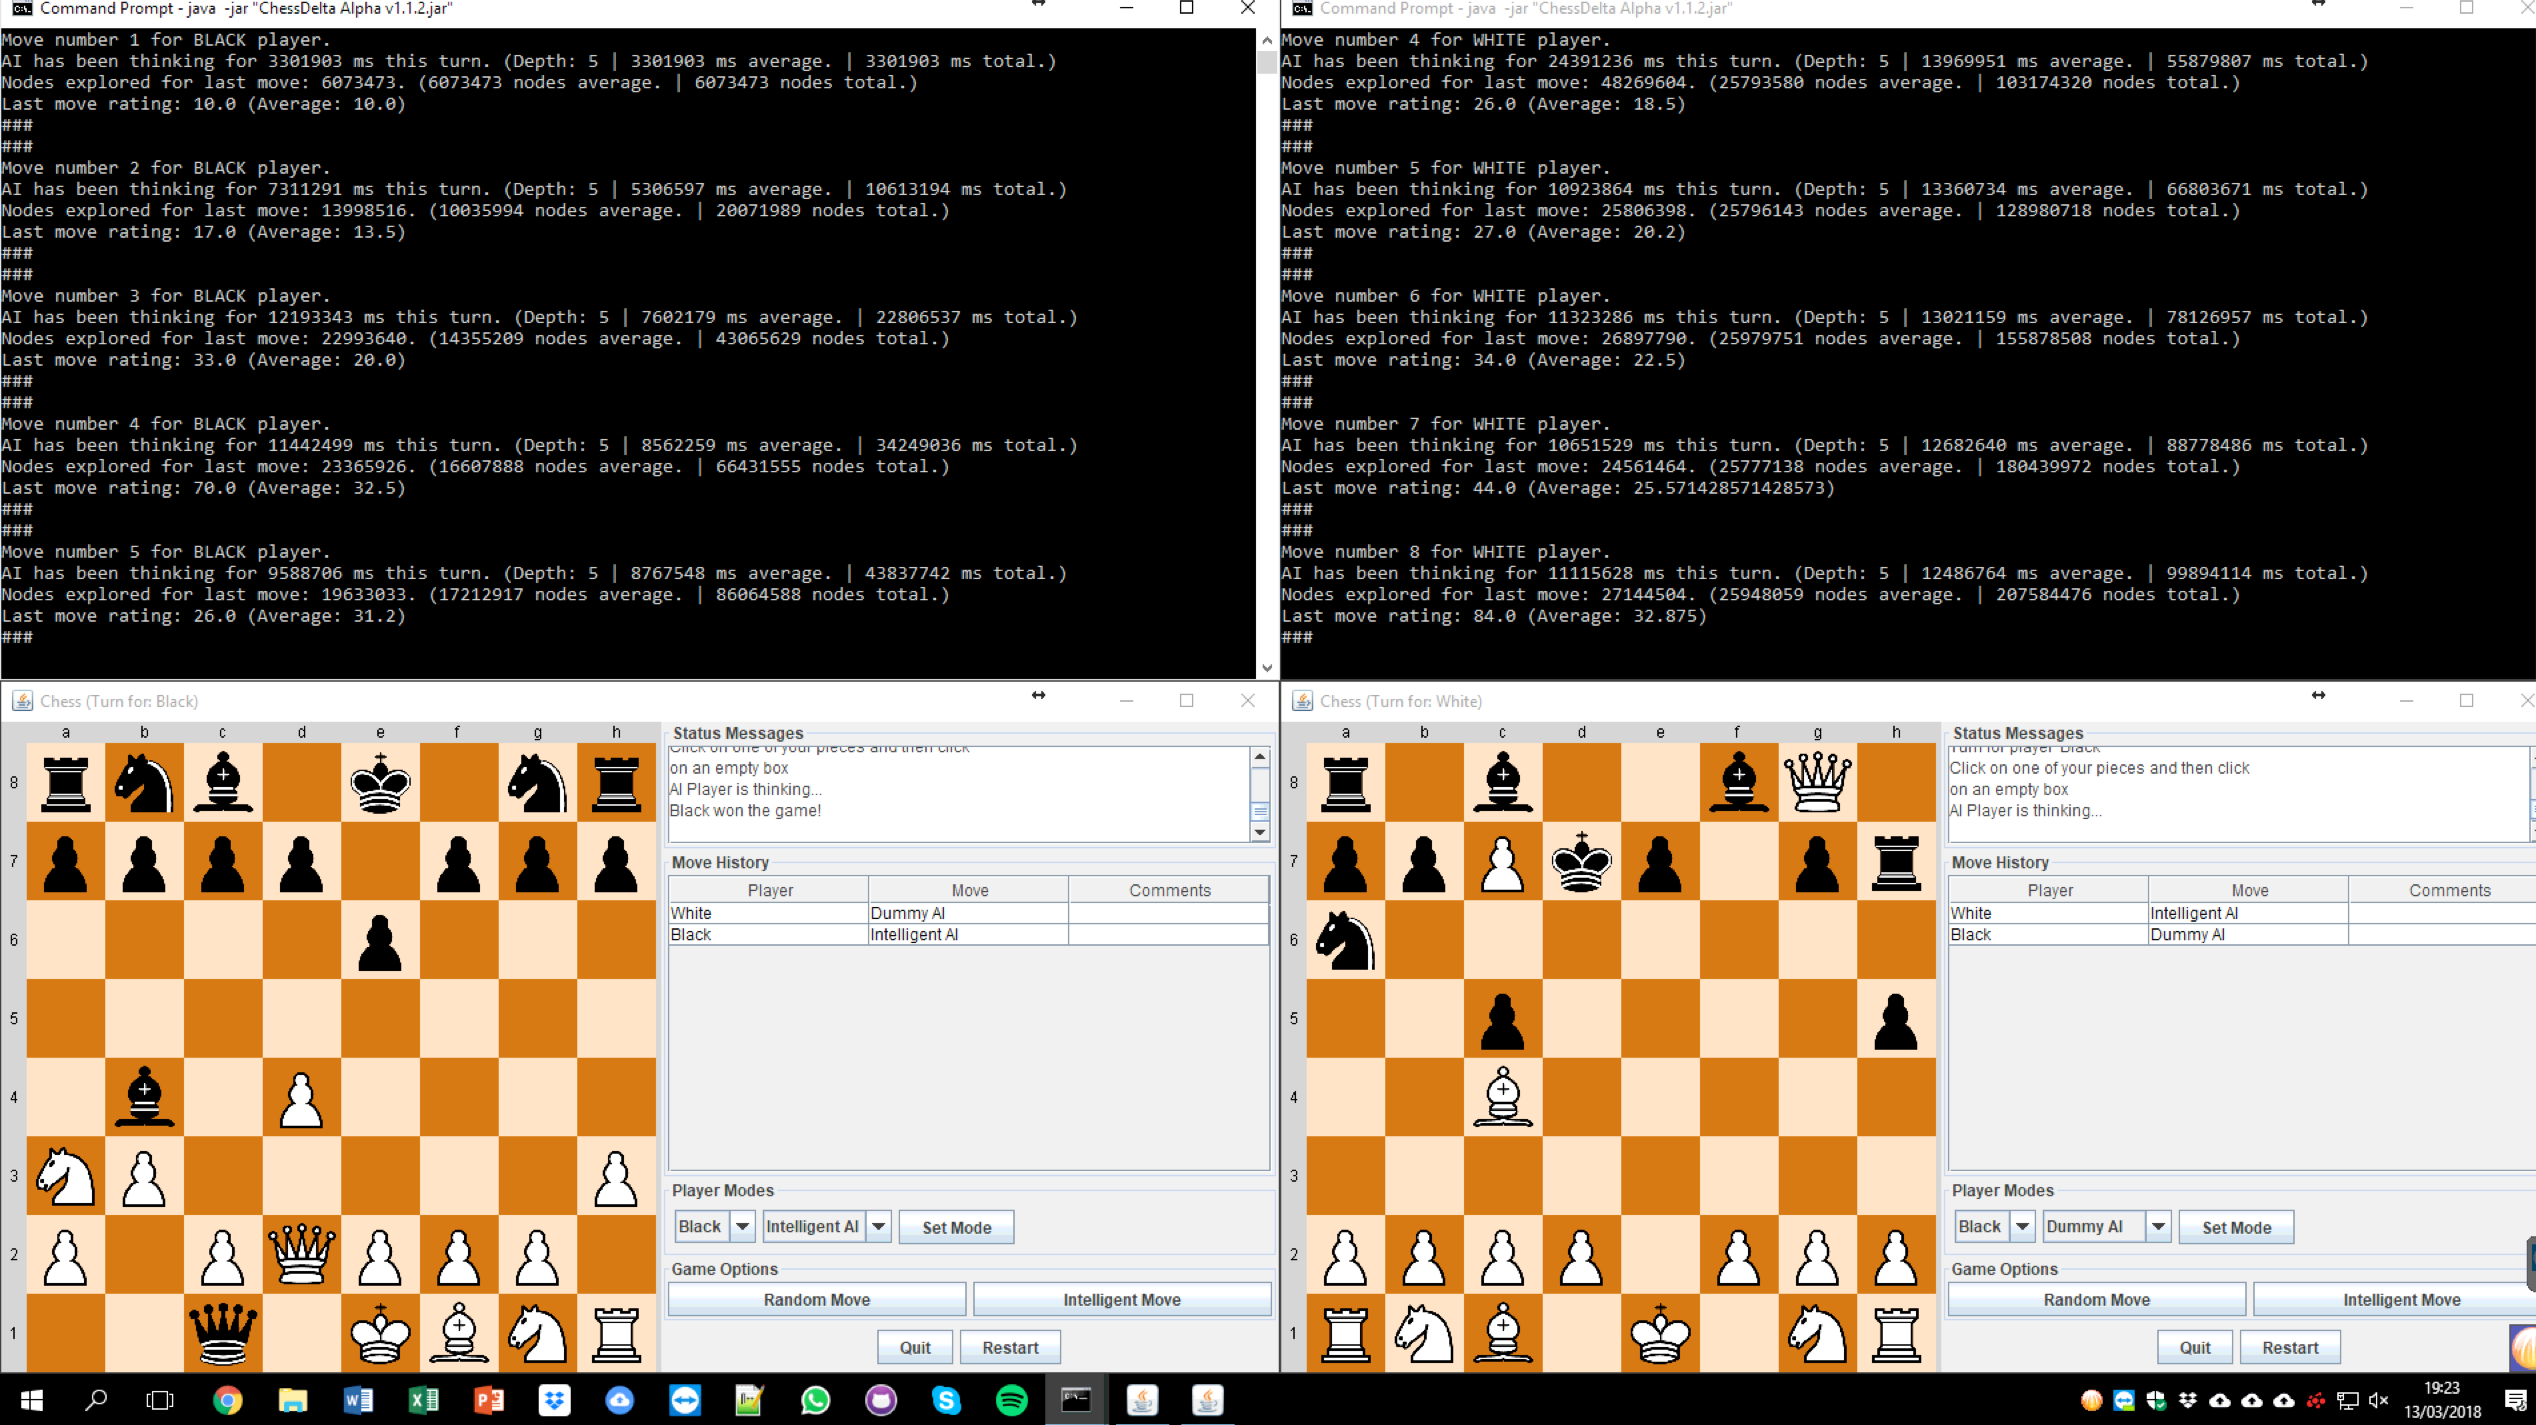 Command Prompt - java  -jar "ChessDelta Alpha v1.1.2.jar"
Move number 1 for BLACK player.
AI has been thinking for 3301903 ms this turn. (Depth: 5 | 3301903 ms average. | 3301903 ms total.)
Nodes explored for last move: 6073473. (6073473 nodes average. | 6073473 nodes total.)
Last move rating: 10.0 (Average: 10.0)
###
###
Move number 2 for BLACK player.
AI has been thinking for 7311291 ms this turn. (Depth: 5 | 5306597 ms average. | 10613194 ms total.)
Nodes explored for last move: 13998516. (10035994 nodes average. | 20071989 nodes total.)
Last move rating: 17.0 (Average: 13.5)
###
###
Move number 3 for BLACK player.
AI has been thinking for 12193343 ms this turn. (Depth: 5 | 7602179 ms average. | 22806537 ms total.)
Nodes explored for last move: 22993640. (14355209 nodes average. | 43065629 nodes total.)
Last move rating: 33.0 (Average: 20.0)
###
###
Move number 4 for BLACK player.
AI has been thinking for 11442499 ms this turn. (Depth: 5 | 8562259 ms average. | 34249036 ms total.)
Nodes explored for last move: 23365926. (16607888 nodes average. | 66431555 nodes total.)
Last move rating: 70.0 (Average: 32.5)
###
###
Move number 5 for BLACK player.
AI has been thinking for 9588706 ms this turn. (Depth: 5 | 8767548 ms average. | 43837742 ms total.)
Nodes explored for last move: 19633033. (17212917 nodes average. | 86064588 nodes total.)
Last move rating: 26.0 (Average: 31.2)
###
Command Prompt - java  -jar "ChessDelta Alpha v1.1.2.jar"
Move number 4 for WHITE player.
AI has been thinking for 24391236 ms this turn. (Depth: 5 | 13969951 ms average. | 55879807 ms total.)
Nodes explored for last move: 48269604. (25793580 nodes average. | 103174320 nodes total.)
Last move rating: 26.0 (Average: 18.5)
###
###
Move number 5 for WHITE player.
AI has been thinking for 10923864 ms this turn. (Depth: 5 | 13360734 ms average. | 66803671 ms total.)
Nodes explored for last move: 25806398. (25796143 nodes average. | 128980718 nodes total.)
Last move rating: 27.0 (Average: 20.2)
###
###
Move number 6 for WHITE player.
AI has been thinking for 11323286 ms this turn. (Depth: 5 | 13021159 ms average. | 78126957 ms total.)
Nodes explored for last move: 26897790. (25979751 nodes average. | 155878508 nodes total.)
Last move rating: 34.0 (Average: 22.5)
###
###
Move number 7 for WHITE player.
AI has been thinking for 10651529 ms this turn. (Depth: 5 | 12682640 ms average. | 88778486 ms total.)
Nodes explored for last move: 24561464. (25777138 nodes average. | 180439972 nodes total.)
Last move rating: 44.0 (Average: 25.571428571428573)
###
###
Move number 8 for WHITE player.
AI has been thinking for 11115628 ms this turn. (Depth: 5 | 12486764 ms average. | 99894114 ms total.)
Nodes explored for last move: 27144504. (25948059 nodes average. | 207584476 nodes total.)
Last move rating: 84.0 (Average: 32.875)
###
Chess (Turn for: Black)
a b c d e f g h
8
7
6
5
4
3
2
1
Status Messages
Click on one of your pieces and then click
on an empty box
AI Player is thinking...
Black won the game!
Move History
Player Move Comments
White Dummy AI
Black Intelligent AI
Player Modes
Black Intelligent AI Set Mode
Game Options
Random Move Intelligent Move
Quit Restart
Chess (Turn for: White)
a b c d e f g h
8
7
6
5
4
3
2
1
Status Messages
Turn for player Black
Click on one of your pieces and then click
on an empty box
AI Player is thinking...
Move History
Player Move Comments
White Intelligent AI
Black Dummy AI
Player Modes
Black Dummy AI Set Mode
Game Options
Random Move Intelligent Move
Quit Restart
19:23
13/03/2018